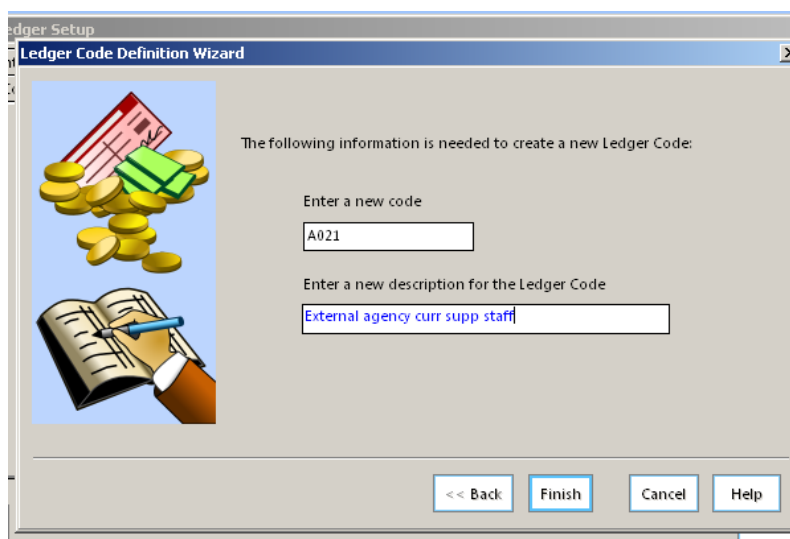 edger Setup
Ledger Code Definition Wizard
The following information is needed to create a new Ledger Code:
Enter a new code
A021
Enter a new description for the Ledger Code
External agency curr supp staff
<< Back Finish Cancel Help